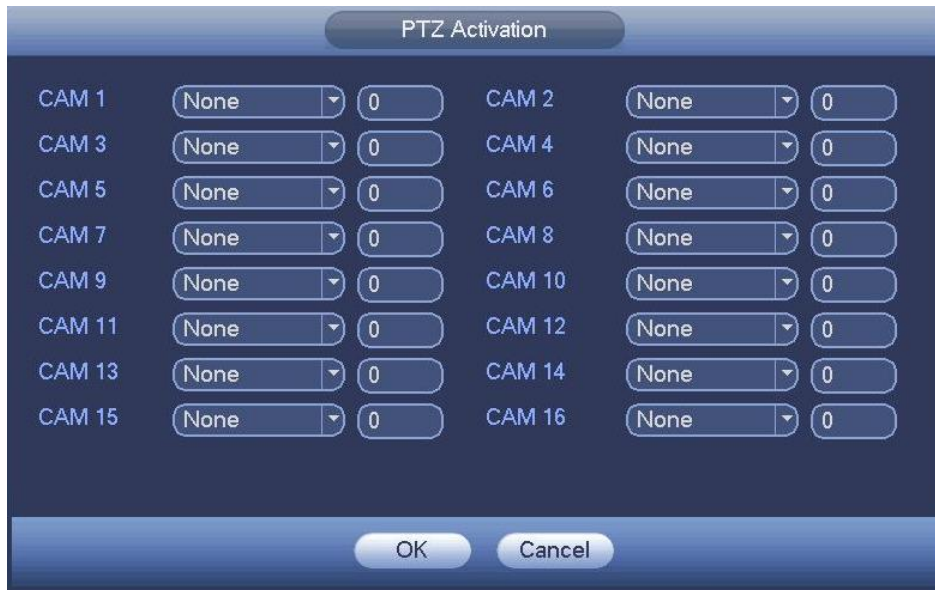 PTZ Activation
CAM 1 None 0 CAM 2 None 0
CAM 3 None 0 CAM 4 None 0
CAM 5 None 0 CAM 6 None 0
CAM 7 None 0 CAM 8 None 0
CAM 9 None 0 CAM 10 None 0
CAM 11 None 0 CAM 12 None 0
CAM 13 None 0 CAM 14 None 0
CAM 15 None 0 CAM 16 None 0
OK Cancel